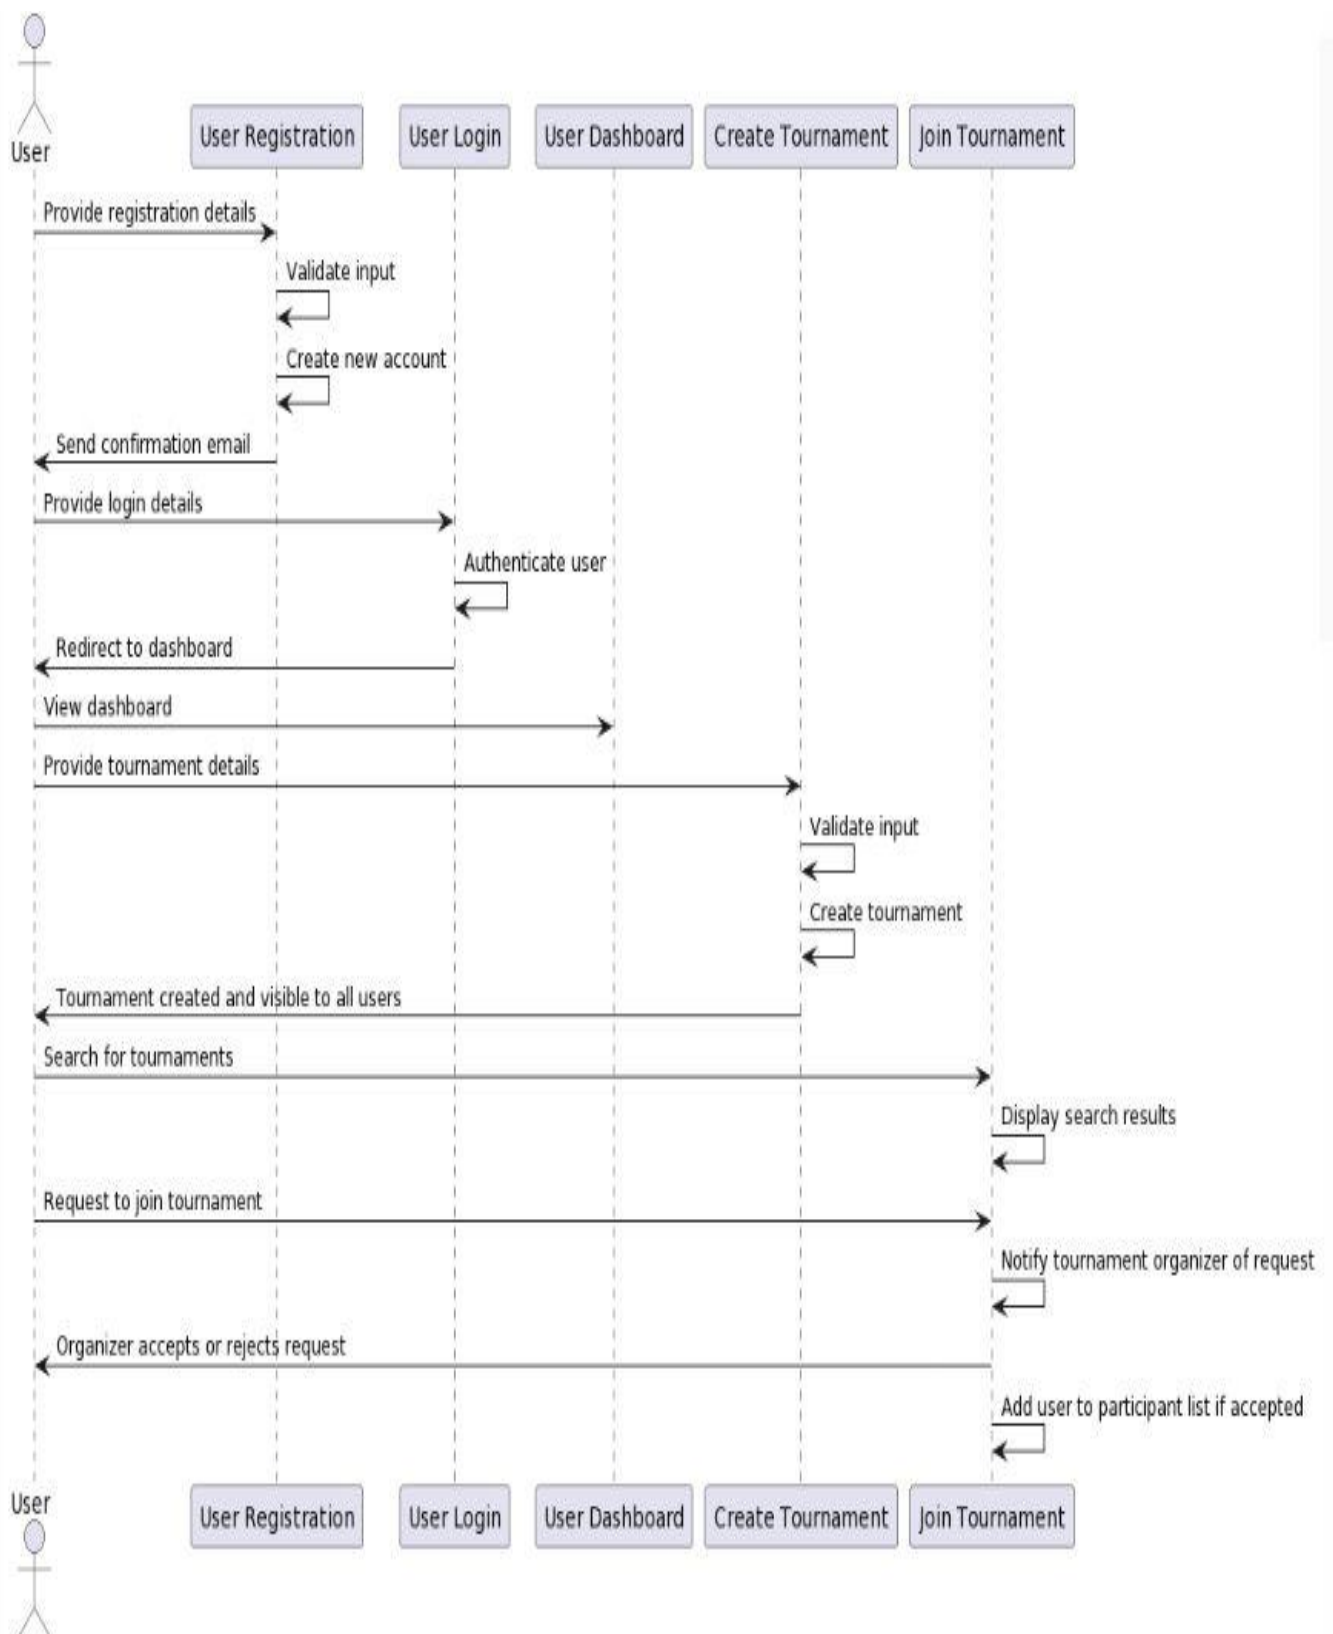 User
User Registration
User Login
User Dashboard
Create Tournament
Join Tournament
Provide registration details
Validate input
Create new account
Send confirmation email
Provide login details
Authenticate user
Redirect to dashboard
View dashboard
Provide tournament details
Validate input
Create tournament
Tournament created and visible to all users
Search for tournaments
Display search results
Request to join tournament
Notify tournament organizer of request
Organizer accepts or rejects request
Add user to participant list if accepted
User
User Registration
User Login
User Dashboard
Create Tournament
Join Tournament